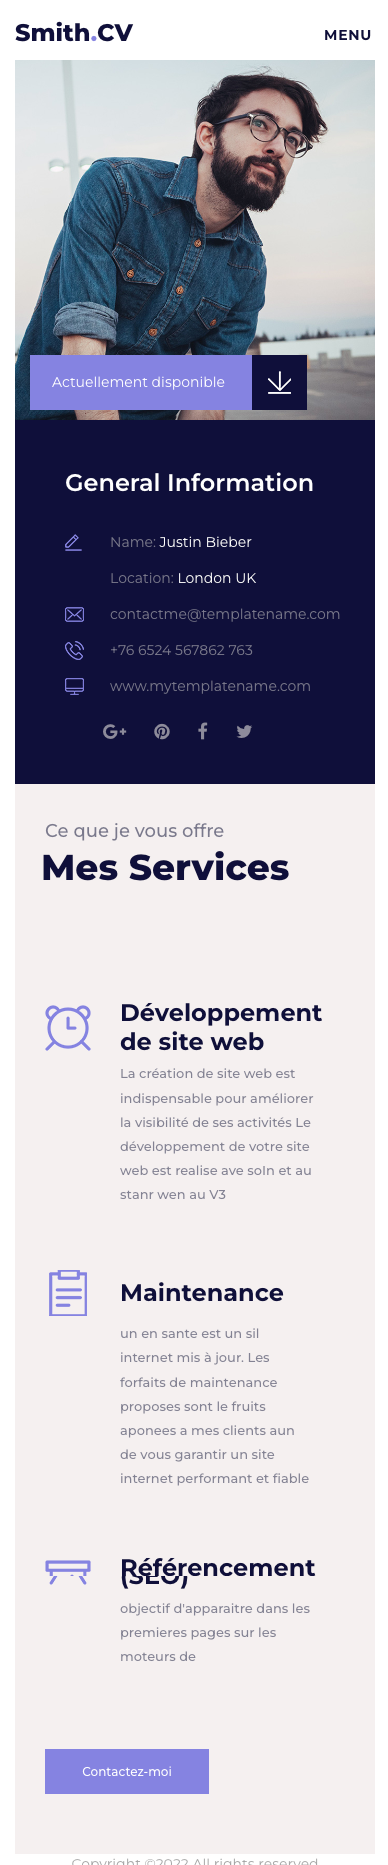 Smith.CV
MENU
Actuellement disponible
General Information
Name: Justin Bieber
Location: London UK
contactme@templatename.com
+76 6524 567862 763
www.mytemplatename.com
Ce que je vous offre
Mes Services
Développement
de site web
La création de site web est
indispensable pour améliorer
la visibilité de ses activités Le
développement de votre site
web est realise ave soln et au
stanr wen au V3
Maintenance
un en sante est un sil
internet mis à jour. Les
forfaits de maintenance
proposes sont le fruits
aponees a mes clients aun
de vous garantir un site
internet performant et fiable
Référencement
(SEO)
objectif d'apparaitre dans les
premieres pages sur les
moteurs de
Contactez-moi
Copyright ©2022 All rights reserved